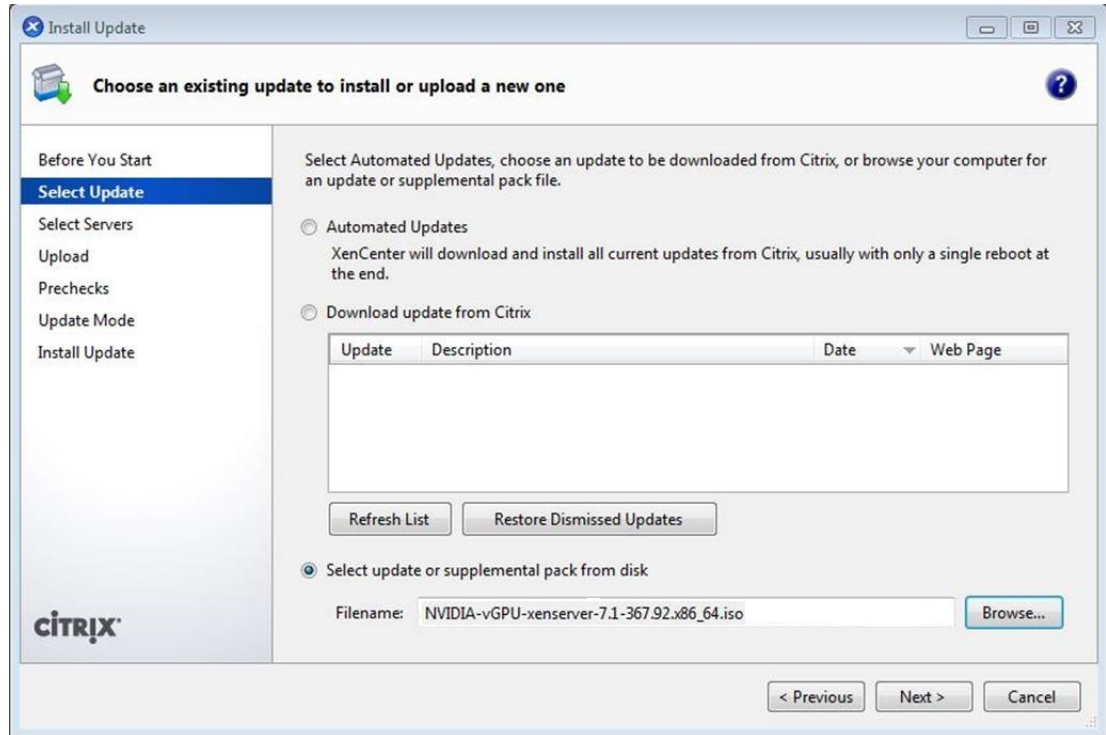 Install Update
Choose an existing update to install or upload a new one
?
Before You Start
Select Update
Select Servers
Upload
Prechecks
Update Mode
Install Update
CITRIX
Select Automated Updates, choose an update to be downloaded from Citrix, or browse your computer for
an update or supplemental pack file.
Automated Updates
XenCenter will download and install all current updates from Citrix, usually with only a single reboot at
the end.
Download update from Citrix
Update Description Date Web Page
Refresh List Restore Dismissed Updates
Select update or supplemental pack from disk
Filename: NVIDIA-vGPU-xenserver-7.1-367.92.x86_64.iso Browse...
< Previous Next > Cancel